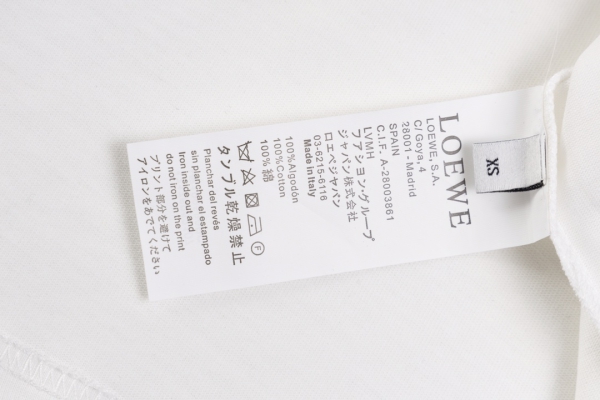 XS
LOEWE
LOEWE, S.A.
C/ Goya, 4
28001 - Madrid
SPAIN
C.I.F. A-28003861
LVMH
ファション・グループ
ジャパン株式会社
ロエベジャパン
03-6215-6116
Made in Italy
100%Algodón
100%Cotton
100%綿
タンブル乾燥禁止
Planchar del revés
sin planchar el estampado
Iron inside out and
do not iron on the print
プリント部分を避けて
アイロンをあててください
F